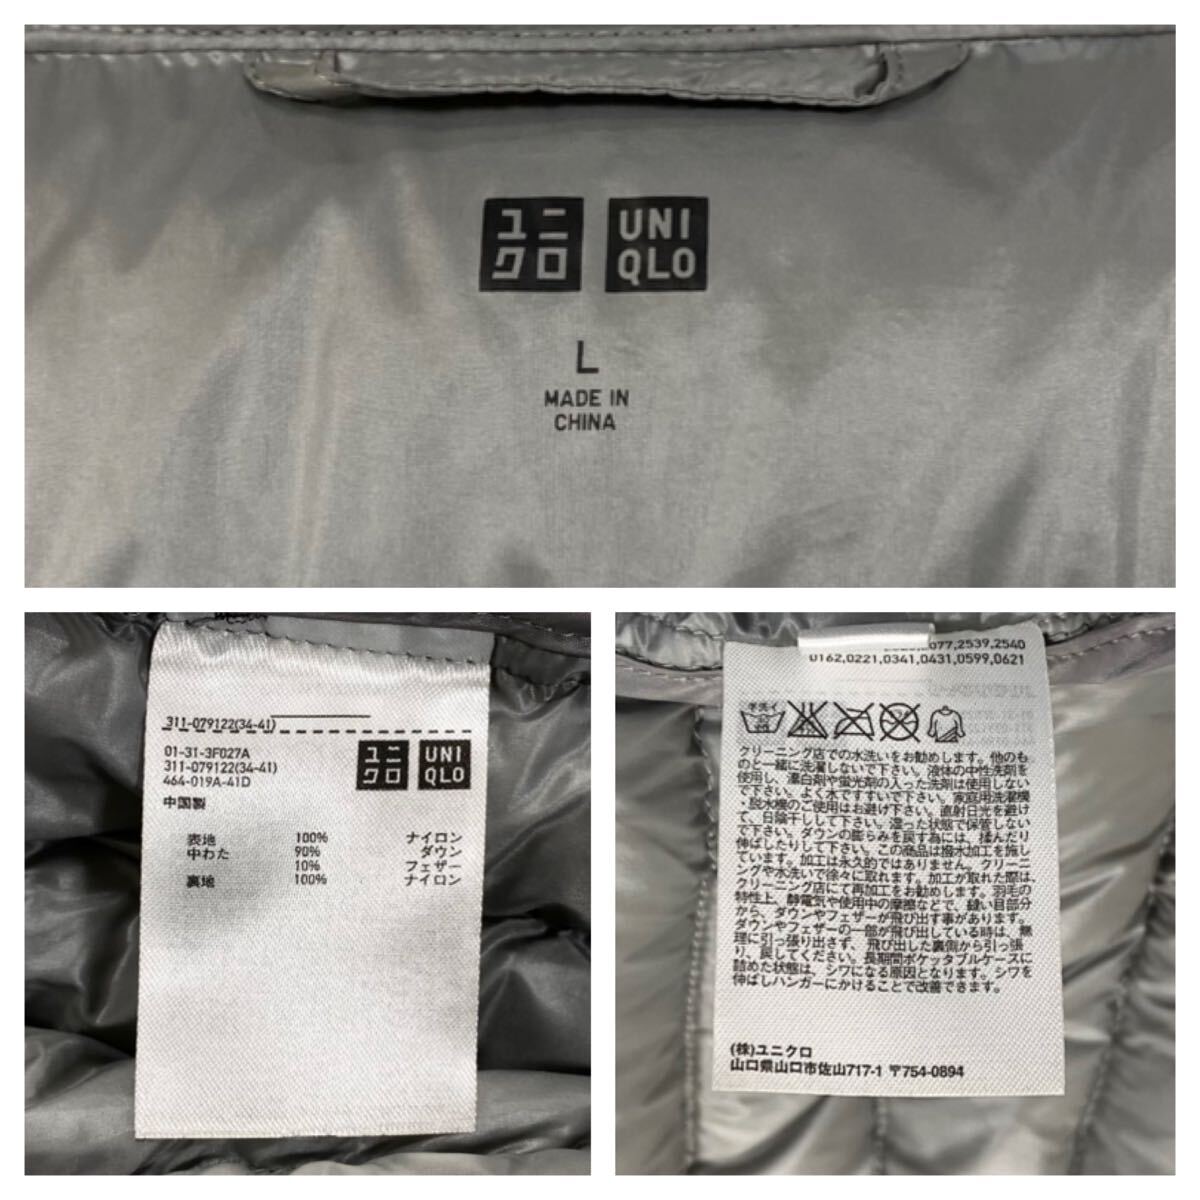 ユニ
クロ
UNI
QLO
L
MADE IN
CHINA
311-079122(34-41)
01-31-3F027A
311-079122(34-41)
464-019A-41D
中国製
ユニ
クロ
UNI
QLO
表地 100% ナイロン
中わた 90% ダウン
10% フェザー
裏地 100% ナイロン
077,2539,2540
0162,0221,0341,0431,0599,0621
手洗イ
クリーニング店での水洗いをお勧めします。他のも
のと一緒に洗濯しないで下さい。液体の中性洗剤を
使用し、漂白剤や蛍光剤の入った洗剤は使用しない
で下さい。よく水ですすいで下さい。家庭用洗濯機
・脱水機のご使用はお避け下さい。直射日光を避け
て、日陰干しして下さい。湿った状態で保管しない
で下さい。ダウンの膨らみを戻す為には、揉んだり
伸ばしたりして下さい。この商品は撥水加工を施し
ています。加工は永久的ではありません。クリーニ
ングや水洗いで徐々に取れます。加工が取れた際は、
クリーニング店にて再加工をお勧めします。羽毛の
特性上、静電気や使用中の摩擦などで、縫い目部分
から、ダウンやフェザーが飛び出す事があります。
ダウンやフェザーの一部が飛び出している時は、無
理に引っ張り出さず、飛び出した裏側から引っ張
り、戻してください。長期間ポケッタブルケースに
詰めた状態は、シワになる原因となります。シワを
伸ばしハンガーにかけることで改善できます。
(株)ユニクロ
山口県山口市佐山717-1 〒754-0894